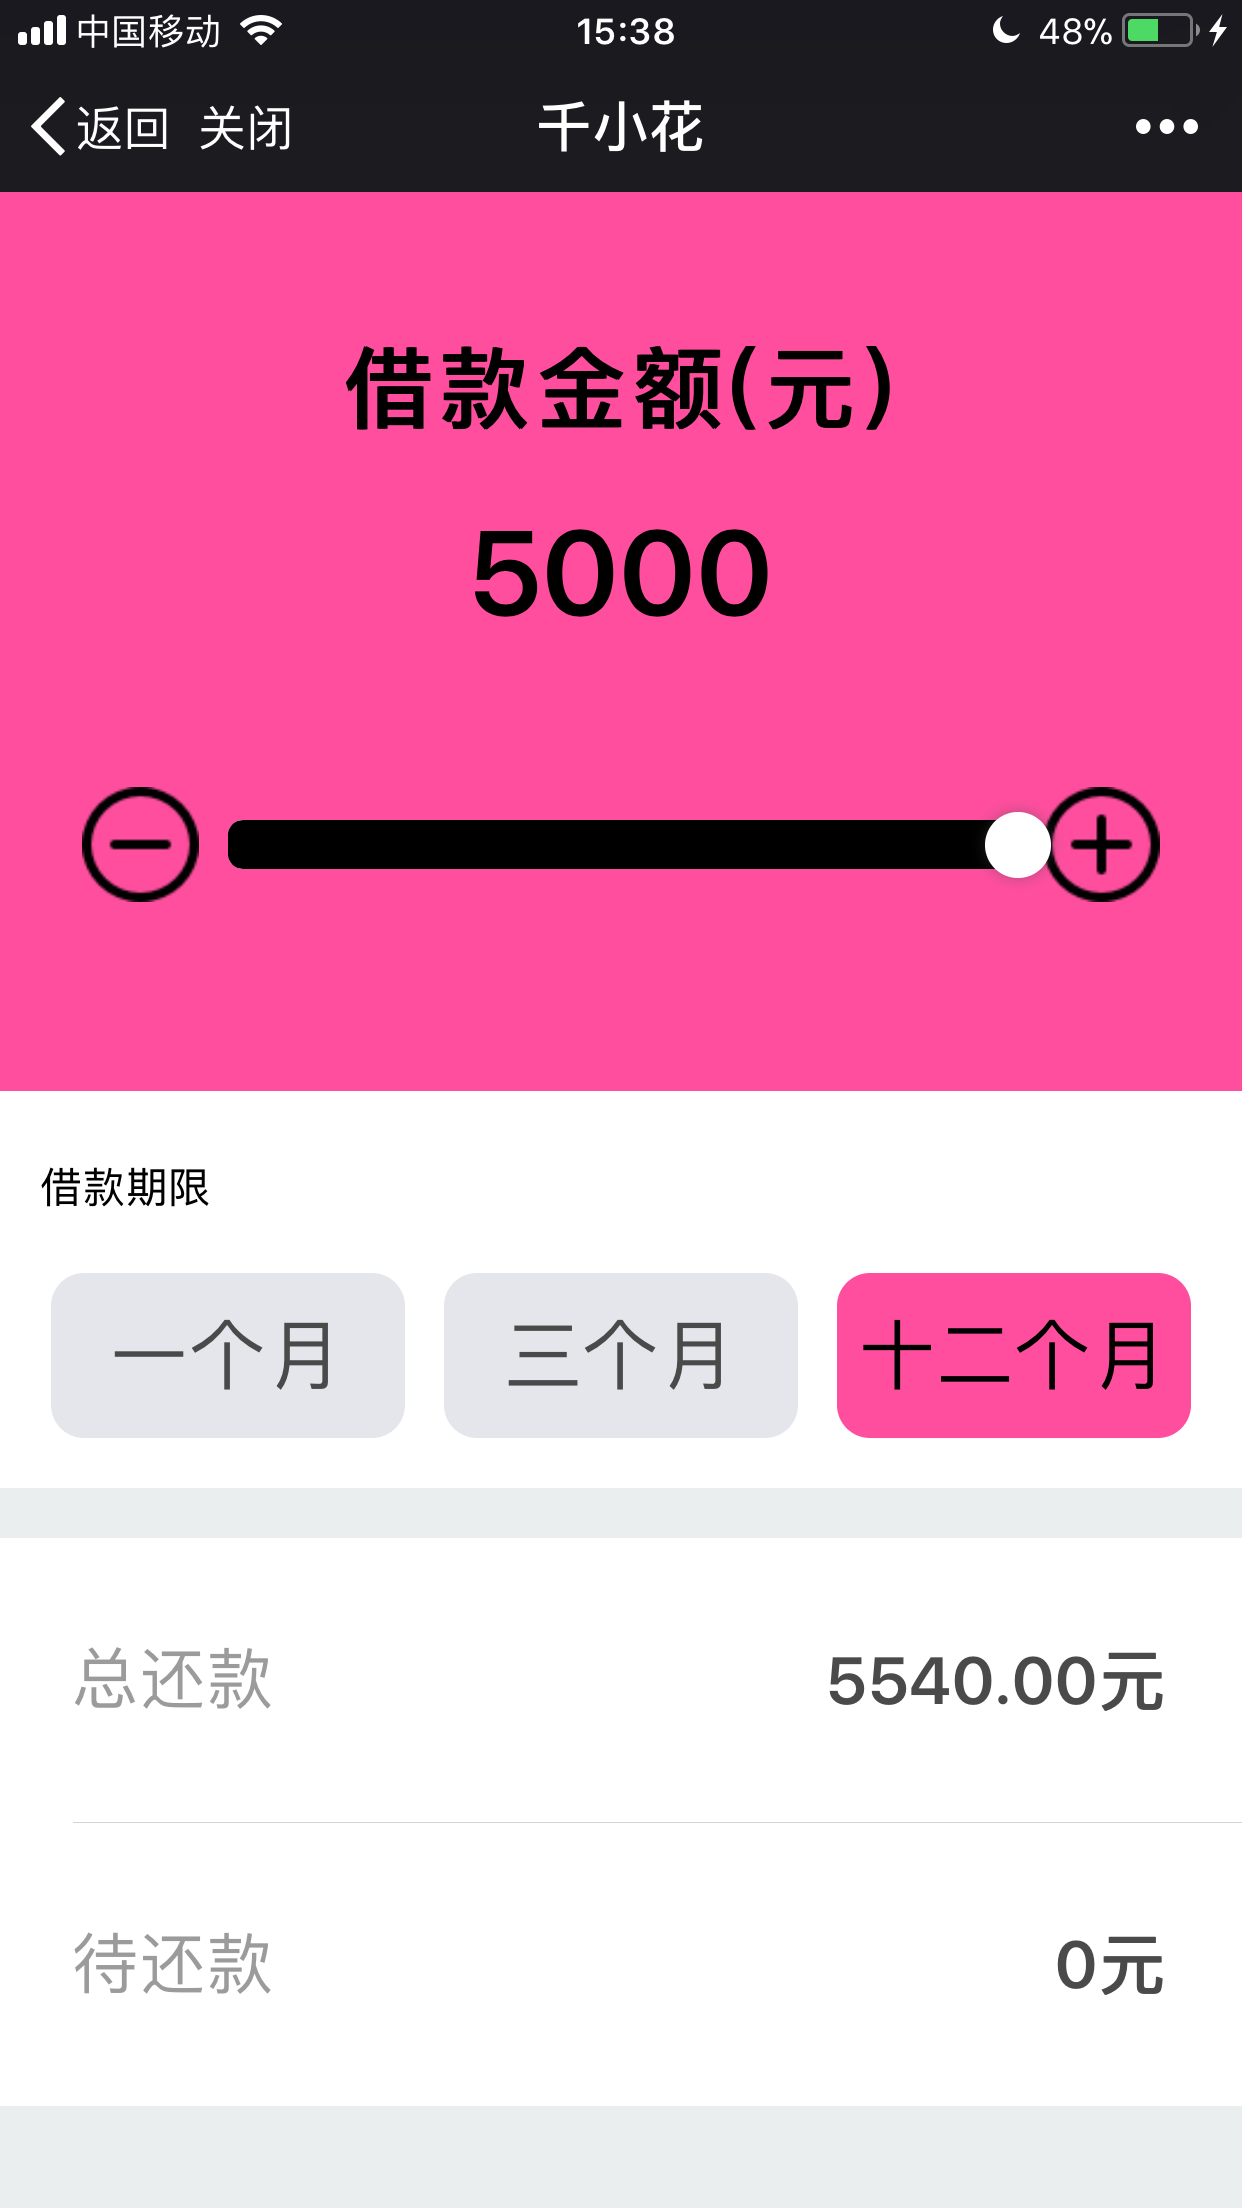 中国移动 15:38 48%
返回 关闭 千小花
借款金额(元)
5000
借款期限
一个月 三个月 十二个月
总还款 5540.00元
待还款 0元